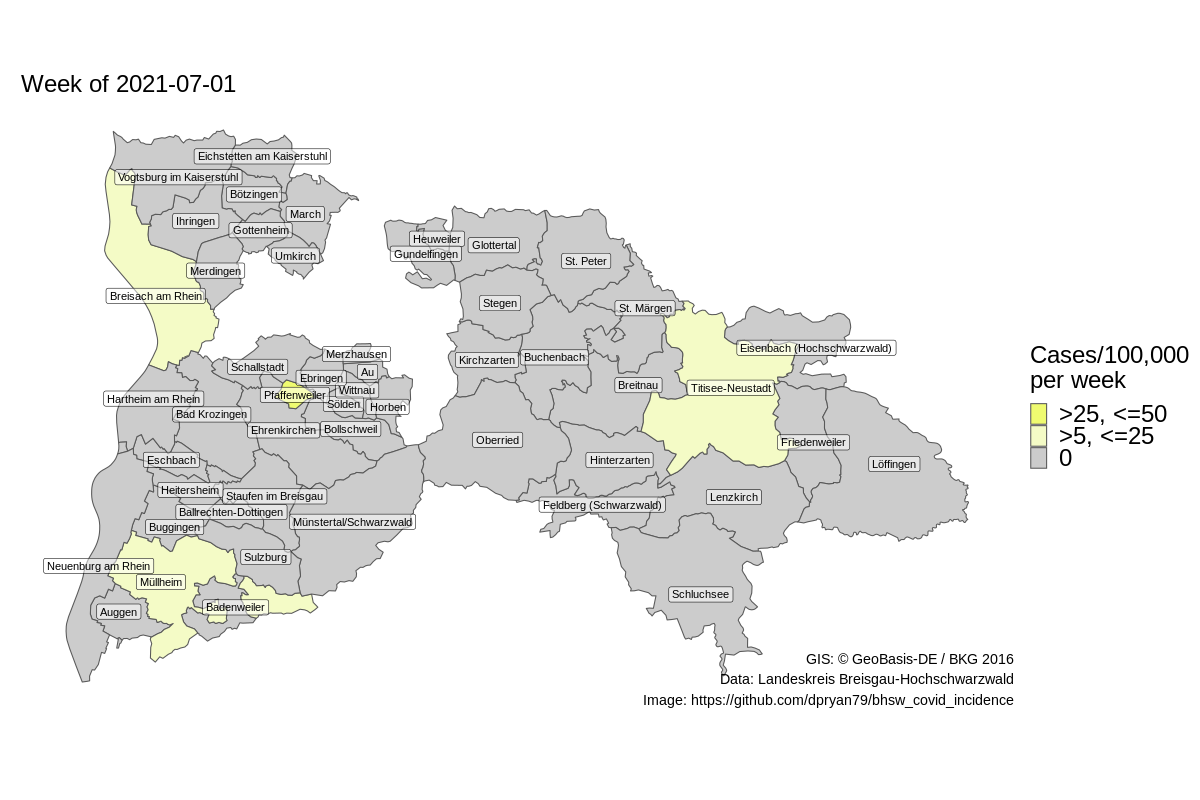 Week of 2021-07-01
Eichstetten am Kaiserstuhl
Vogtsburg im Kaiserstuhl
Bötzingen
March
Ihringen
Gottenheim
Umkirch
Merdingen
Breisach am Rhein
Heuweiler
Gundelfingen
Glottertal
St. Peter
Stegen
St. Märgen
Eisenbach (Hochschwarzwald)
Kirchzarten
Buchenbach
Breitnau
Titisee-Neustadt
Merzhausen
Schallstadt
Au
Ebringen
Wittnau
Pfaffenweiler
Sölden
Horben
Hartheim am Rhein
Bad Krozingen
Ehrenkirchen
Bollschweil
Oberried
Friedenweiler
Hinterzarten
Löffingen
Eschbach
Heitersheim
Staufen im Breisgau
Ballrechten-Dottingen
Münstertal/Schwarzwald
Buggingen
Feldberg (Schwarzwald)
Lenzkirch
Sulzburg
Neuenburg am Rhein
Müllheim
Badenweiler
Auggen
Schluchsee
Cases/100,000
per week
>25, <=50
>5, <=25
0
GIS: © GeoBasis-DE / BKG 2016
Data: Landeskreis Breisgau-Hochschwarzwald
Image: https://github.com/dpryan79/bhsw_covid_incidence